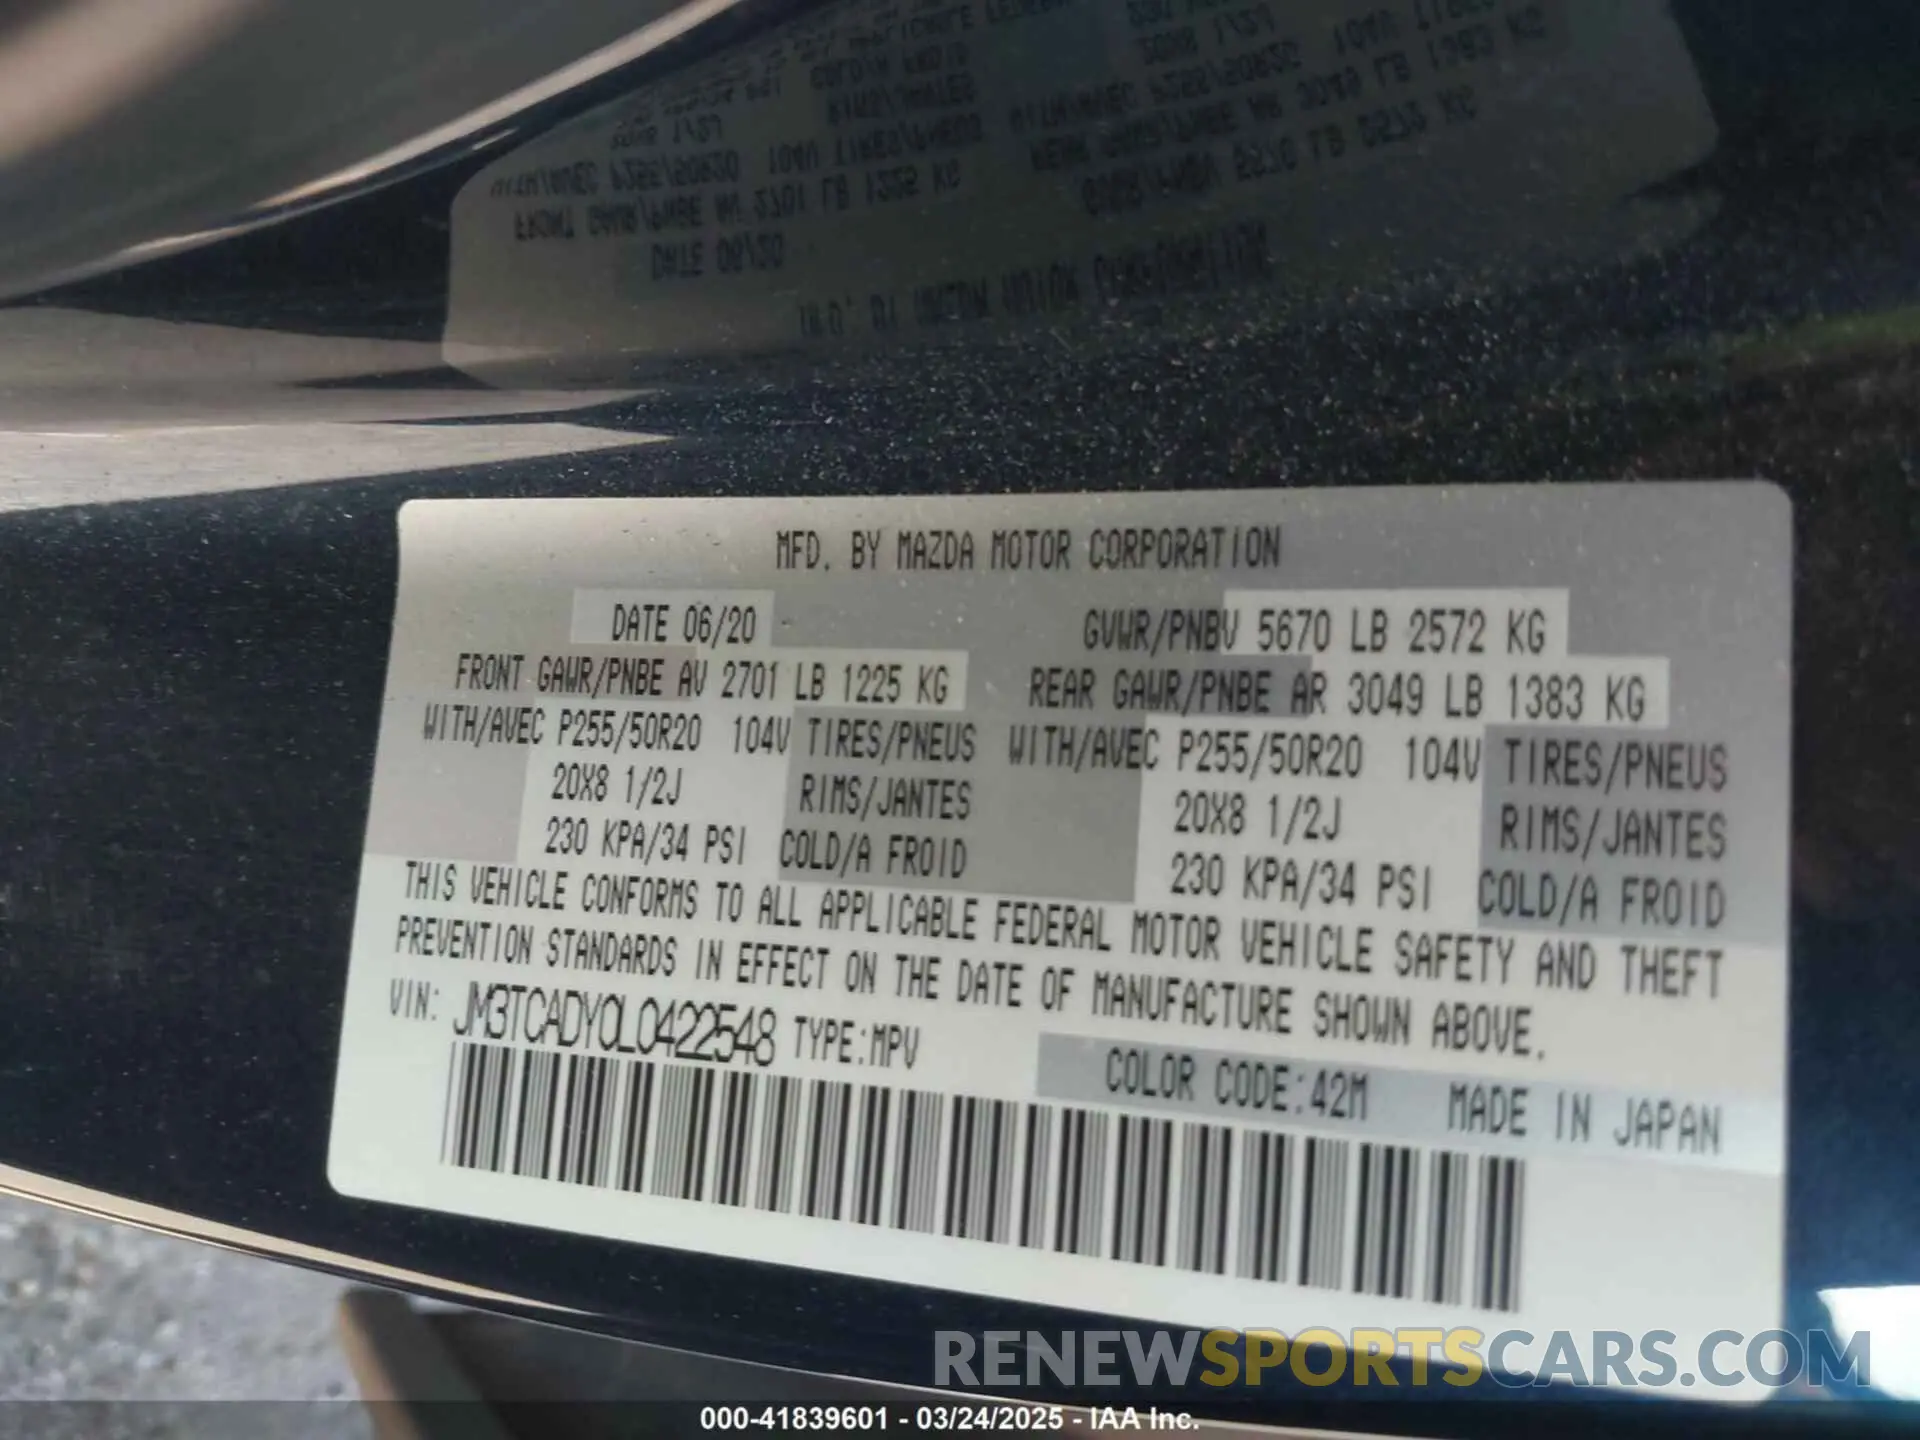 MFD. BY MAZDA MOTOR CORPORATION
DATE 06/20 GVWR/PNBV 5670 LB 2572 KG
FRONT GAWR/PNBE AV 2701 LB 1225 KG REAR GAWR/PNBE AR 3049 LB 1383 KG
WITH/AVEC P255/50R20 104V TIRES/PNEUS WITH/AVEC P255/50R20 104V TIRES/PNEUS
20X8 1/2J RIMS/JANTES 20X8 1/2J RIMS/JANTES
230 KPA/34 PSI COLD/A FROID 230 KPA/34 PSI COLD/A FROID
THIS VEHICLE CONFORMS TO ALL APPLICABLE FEDERAL MOTOR VEHICLE SAFETY AND THEFT
PREVENTION STANDARDS IN EFFECT ON THE DATE OF MANUFACTURE SHOWN ABOVE.
VIN: JM3TCADY0L0422548 TYPE:MPV
COLOR CODE:42M MADE IN JAPAN
RENEWSPORTSCARS.COM
000-41839601 - 03/24/2025 - IAA Inc.